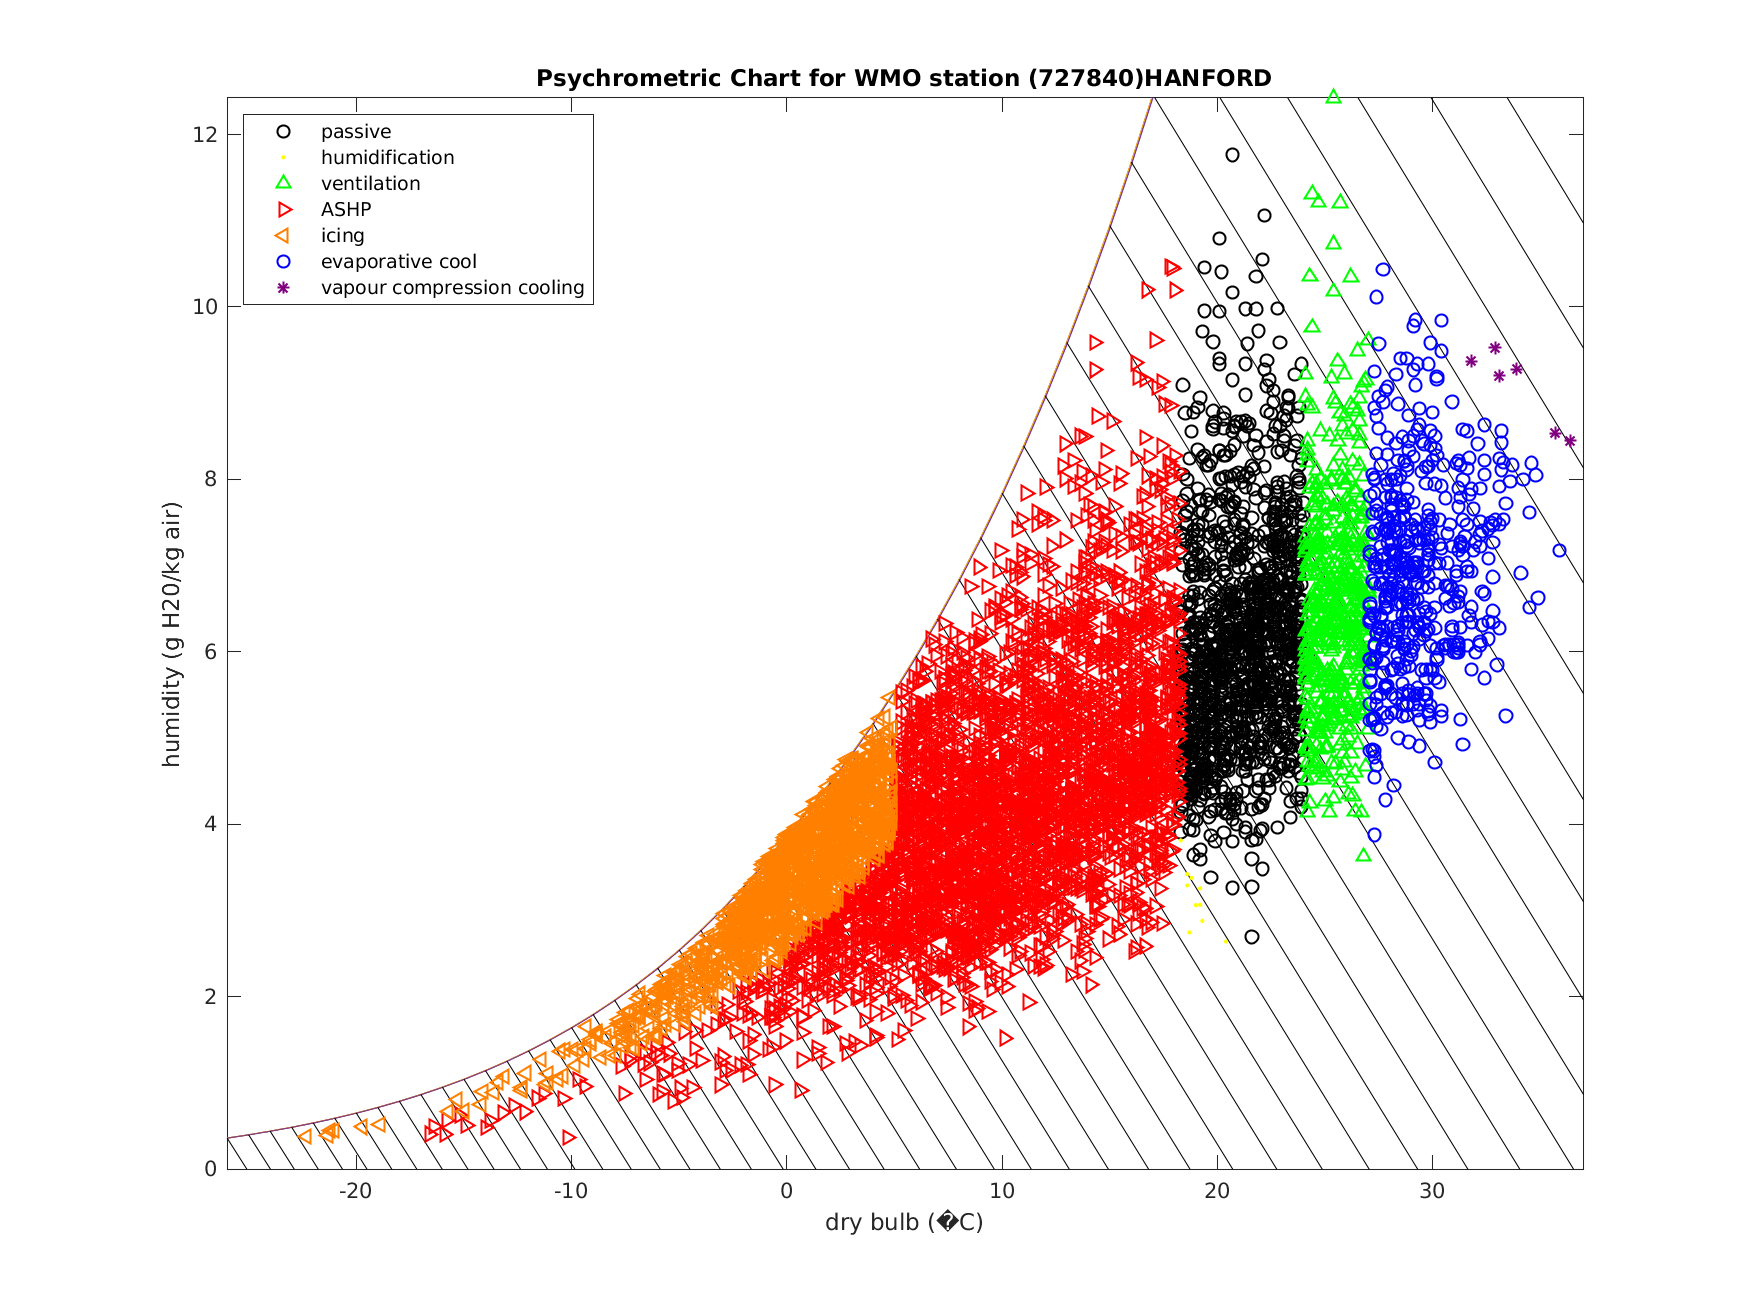 Psychrometric Chart for WMO station (727840)HANFORD
passive
humidification
ventilation
ASHP
icing
evaporative cool
vapour compression cooling
humidity (g H20/kg air)
12
10
8
6
4
2
0
-20 -10 0 10 20 30
dry bulb (�C)